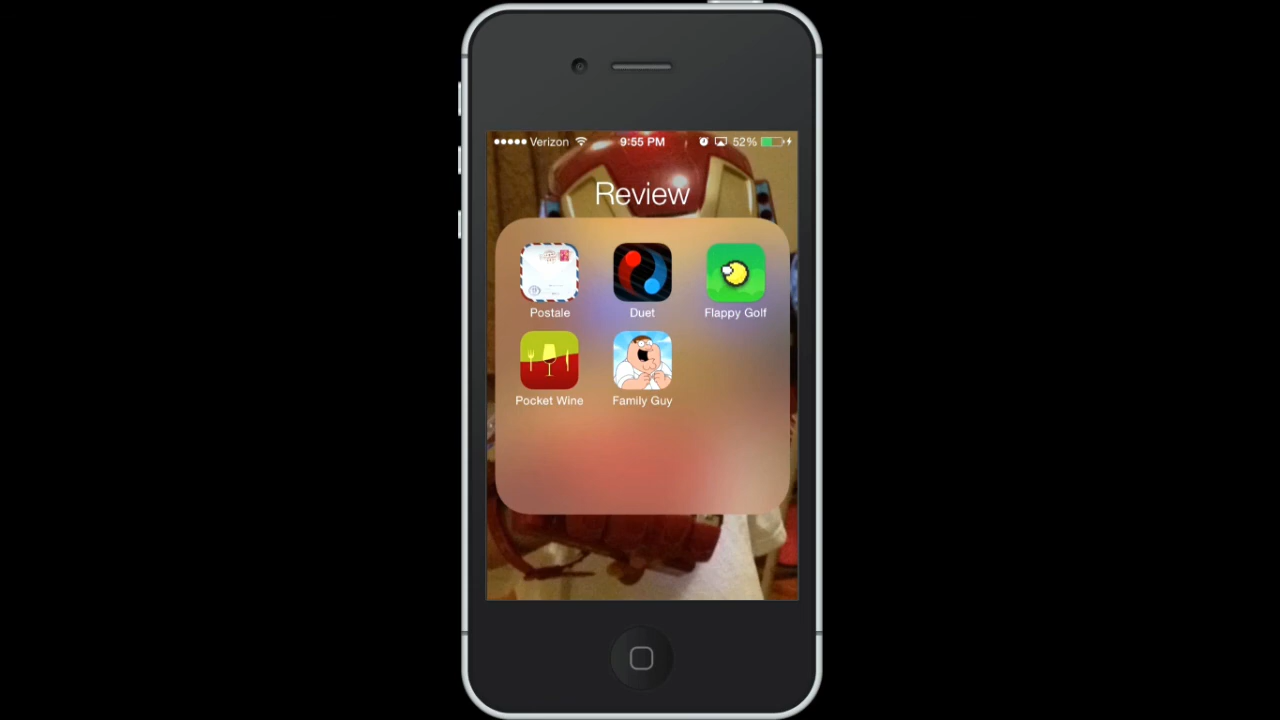 Verizon 9:55 PM 52%
Review
Postale Duet Flappy Golf
Pocket Wine Family Guy